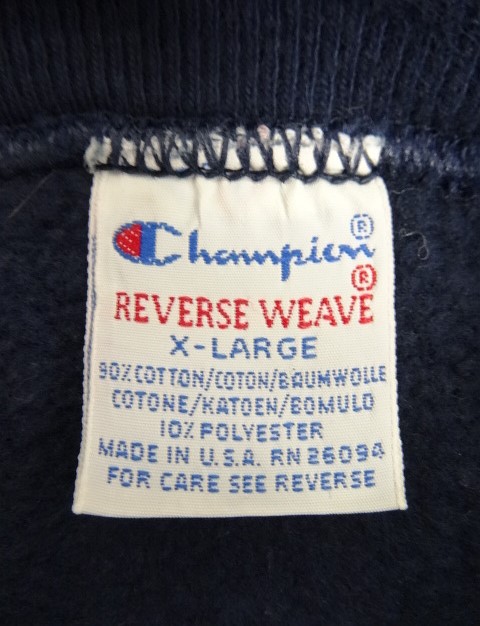 Champion®
®
REVERSE WEAVE
X-LARGE
90% COTTON/COTON/BAUMWOLLE
COTONE/KATOEN/BOMULD
10% POLYESTER
MADE IN U.S.A. RN 26094
FOR CARE SEE REVERSE